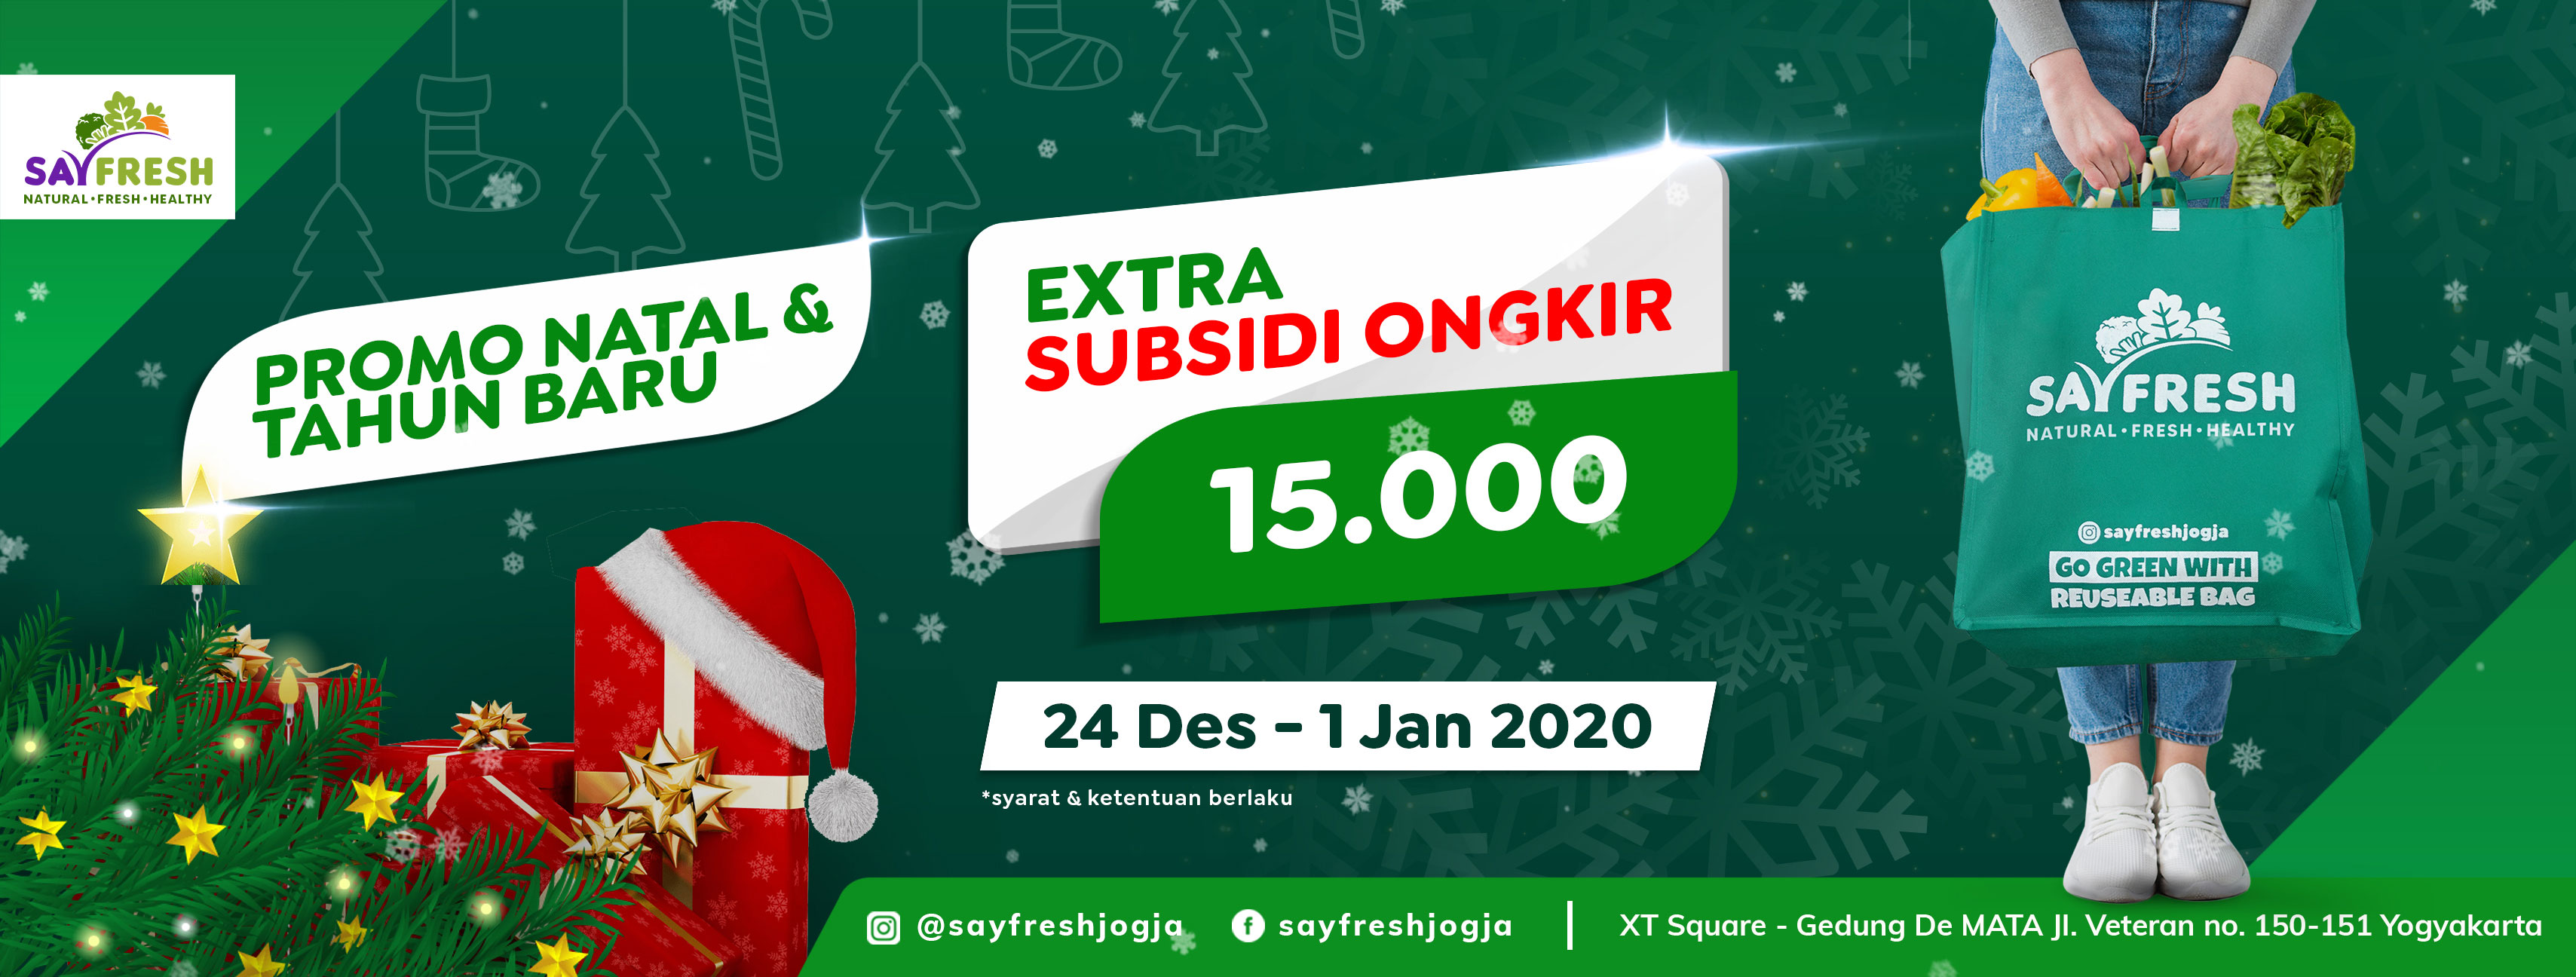 SAYFRESH
NATURAL•FRESH•HEALTHY
PROMO NATAL &
TAHUN BARU
EXTRA
SUBSIDI ONGKIR
15.000
24 Des – 1 Jan 2020
*syarat & ketentuan berlaku
SAYFRESH
NATURAL•FRESH•HEALTHY
sayfreshjogja
GO GREEN WITH
REUSEABLE BAG
@sayfreshjogja sayfreshjogja | XT Square - Gedung De MATA Jl. Veteran no. 150-151 Yogyakarta